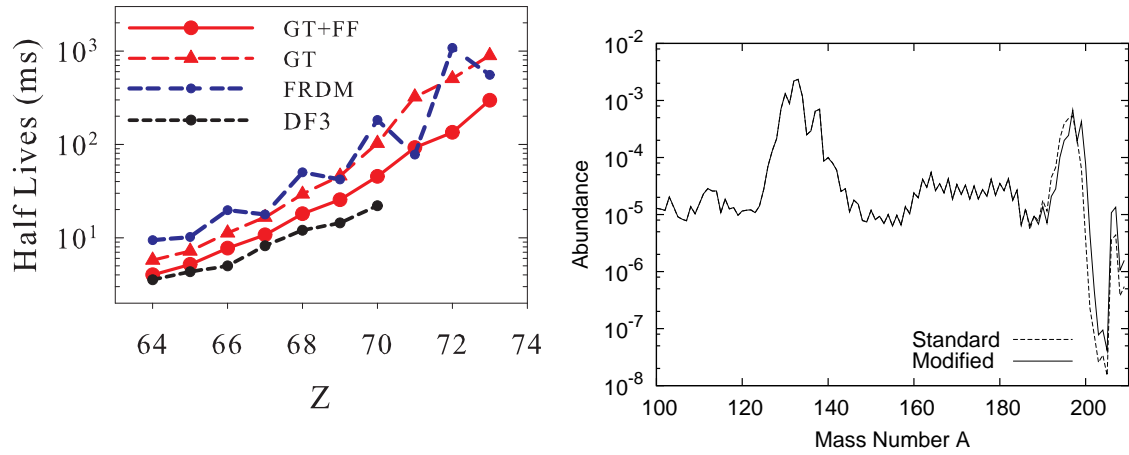 GT+FF
GT
FRDM
DF3
Half Lives (ms)
10^3
10^2
10^1
64 66 68 70 72 74
Z
Abundance
10^-2
10^-3
10^-4
10^-5
10^-6
10^-7
10^-8
Standard
Modified
100 120 140 160 180 200
Mass Number A